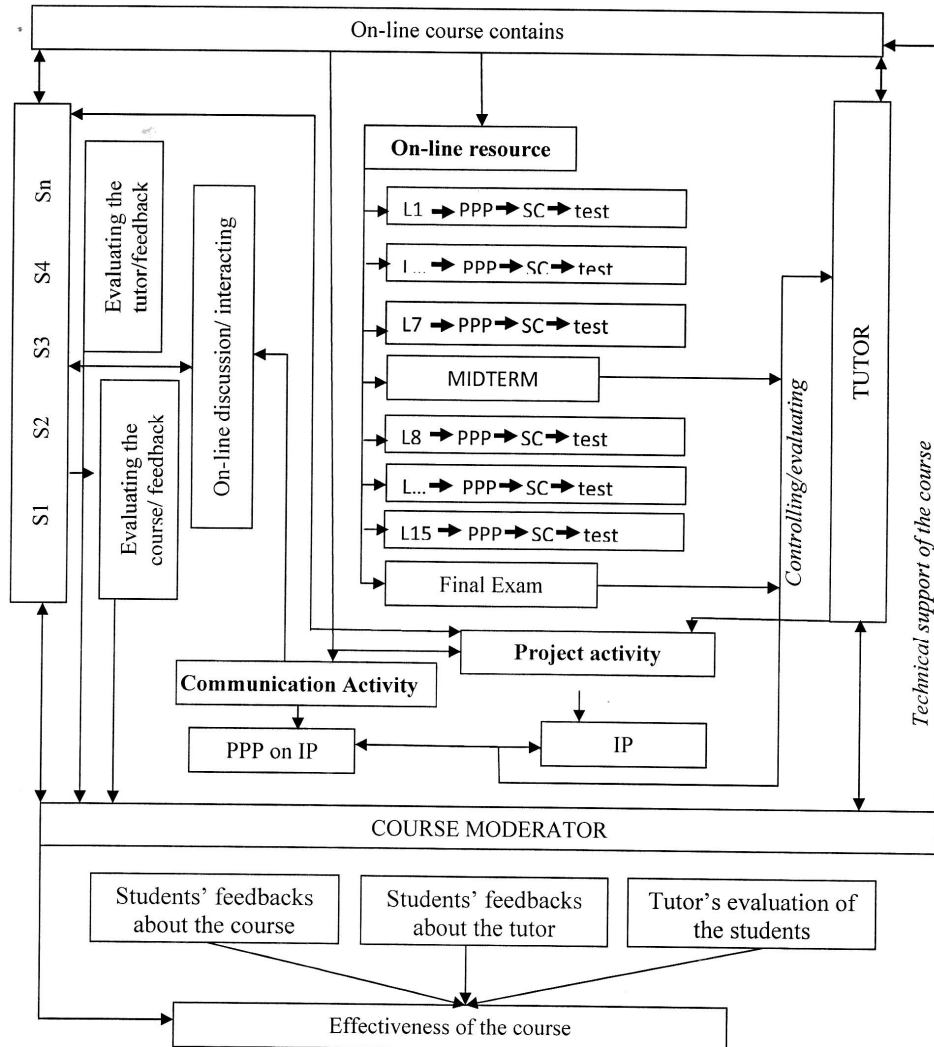 On-line course contains
Sn
S4
S3
S2
S1
Evaluating the
tutor/feedback
Evaluating the
course/ feedback
On-line discussion/ interacting
On-line resource
L1 PPP SC test
L... PPP SC test
L7 PPP SC test
MIDTERM
L8 PPP SC test
L... PPP SC test
L15 PPP SC test
Final Exam
Controlling/evaluating
TUTOR
Technical support of the course
Project activity
Communication Activity
PPP on IP
IP
COURSE MODERATOR
Students' feedbacks
about the course
Students' feedbacks
about the tutor
Tutor's evaluation of
the students
Effectiveness of the course